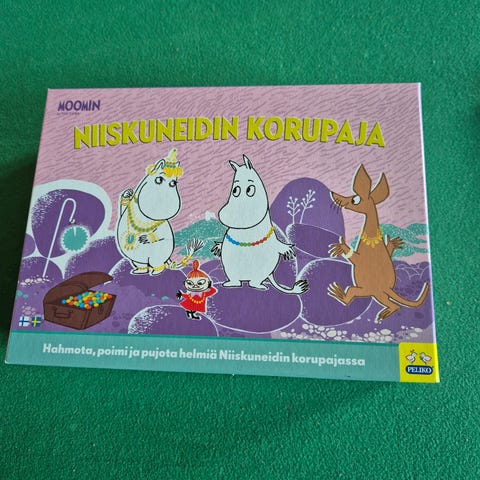 MOOMIN
NIISKUNEIDIN KORUPAJA
Hahmota, poimi ja pujota helmiä Niiskuneidin korupajassa
PELIKO